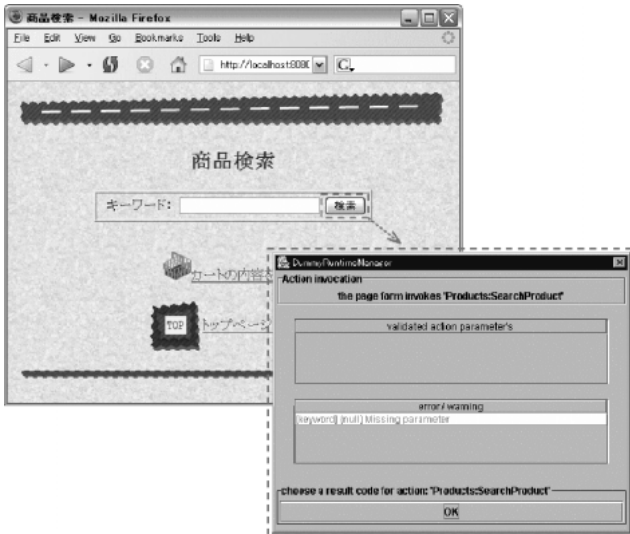 商品検索 - Mozilla Firefox
File Edit View Go Bookmarks Tools Help
http://localhost:808
G
商品検索
キーワード: 検索
カートの内容
TOP トップページ
DummyRuntimeManager
Action invocation
the page form invokes 'Products:SearchProduct'
validated action parameter's
error / warning
[keyword] (null) Missing parameter
choose a result code for action: 'Products:SearchProduct'
OK